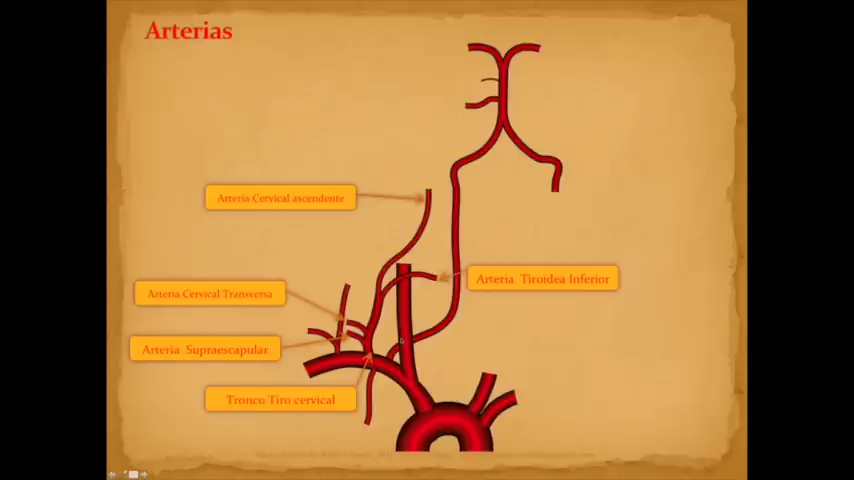 Arterias
Arteria Cervical ascendente
Arteria Tiroidea Inferior
Arteria Cervical Transversa
Arteria Supraescapular
Tronco Tiro cervical